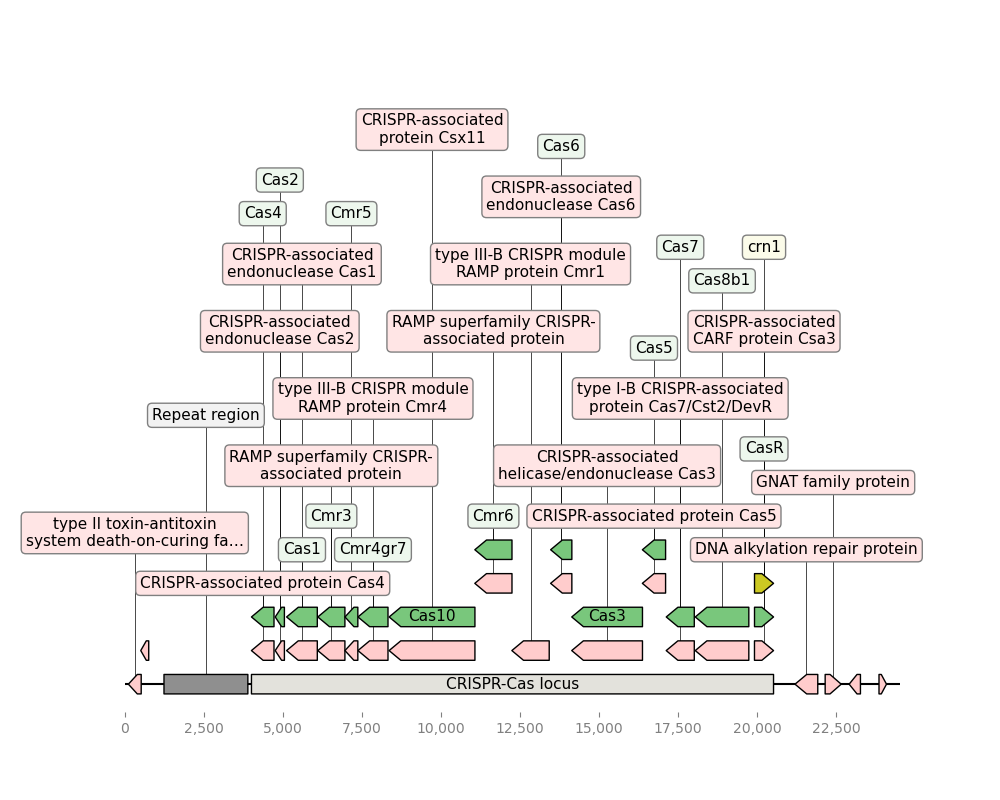 CRISPR-associated
protein Csx11
Cas6
Cas2
CRISPR-associated
endonuclease Cas6
Cas4
Cmr5
Cas7
crn1
CRISPR-associated
endonuclease Cas1
type III-B CRISPR module
RAMP protein Cmr1
Cas8b1
CRISPR-associated
endonuclease Cas2
RAMP superfamily CRISPR-
associated protein
CRISPR-associated
CARF protein Csa3
Cas5
type III-B CRISPR module
RAMP protein Cmr4
type I-B CRISPR-associated
protein Cas7/Cst2/DevR
Repeat region
CasR
RAMP superfamily CRISPR-
associated protein
CRISPR-associated
helicase/endonuclease Cas3
GNAT family protein
Cmr3
Cmr6
CRISPR-associated protein Cas5
type II toxin-antitoxin
system death-on-curing fa…
Cas1
Cmr4gr7
DNA alkylation repair protein
CRISPR-associated protein Cas4
Cas10
Cas3
CRISPR-Cas locus
0
2,500
5,000
7,500
10,000
12,500
15,000
17,500
20,000
22,500